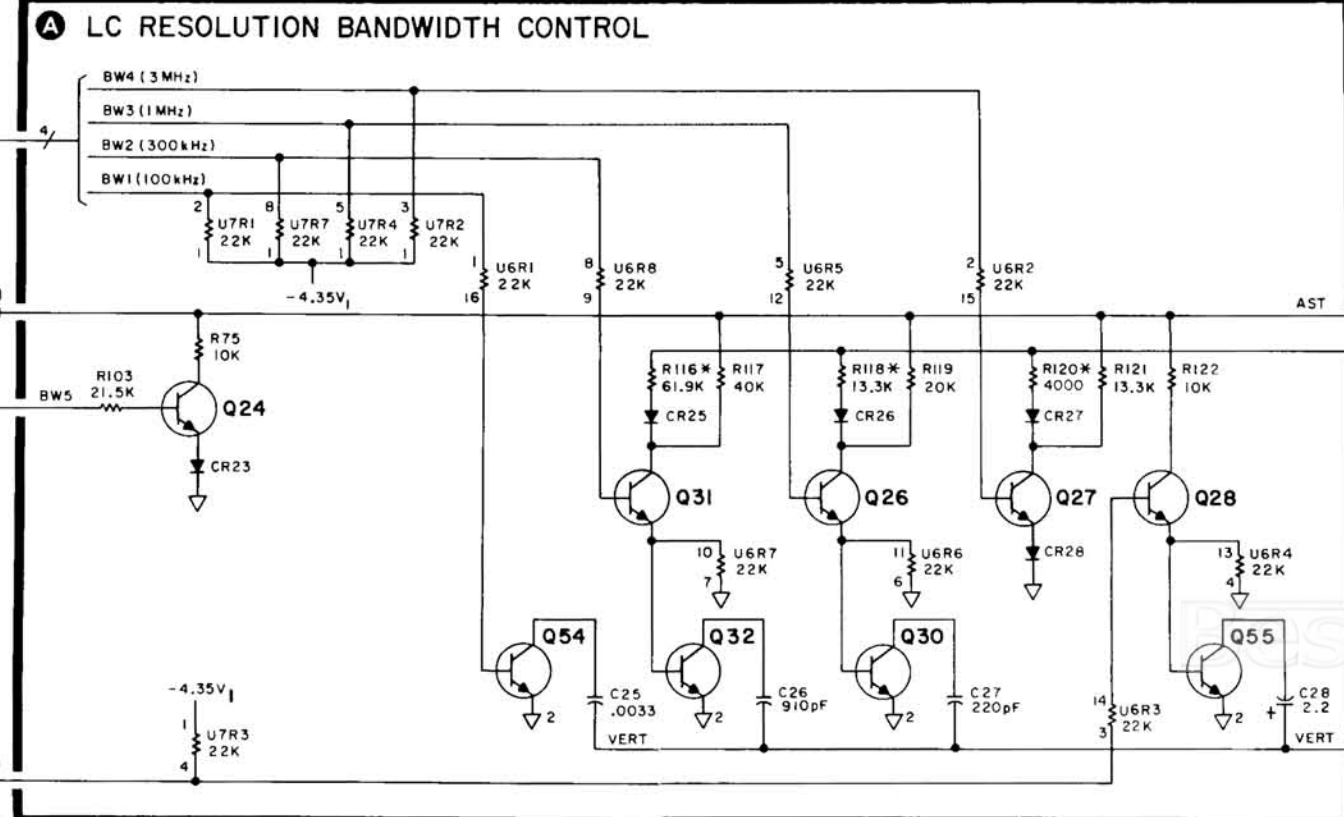 A LC RESOLUTION BANDWIDTH CONTROL
BW4 (3MHz)
BW3 (1MHz)
BW2 (300kHz)
BW1 (100kHz)
4
2
U7R1
22K
1
8
U7R7
22K
1
5
U7R4
22K
1
3
U7R2
22K
1
-4.35V1
1
U6R1
22K
16
8
U6R8
22K
9
5
U6R5
22K
12
2
U6R2
22K
15
AST
R75
10K
R103
21.5K
BW5
Q24
CR23
R116*
61.9K
R117
40K
R118*
13.3K
R119
20K
R120*
4000
R121
13.3K
R122
10K
CR25
CR26
CR27
Q31
Q26
Q27
Q28
10
U6R7
22K
7
11
U6R6
22K
6
CR28
13
U6R4
22K
4
Q54
Q32
Q30
Q55
Bes
C25
.0033
C26
910pF
C27
220pF
C28
2.2
+
2
2
2
2
14
U6R3
22K
3
VERT
VERT
-4.35V1
1
U7R3
22K
4